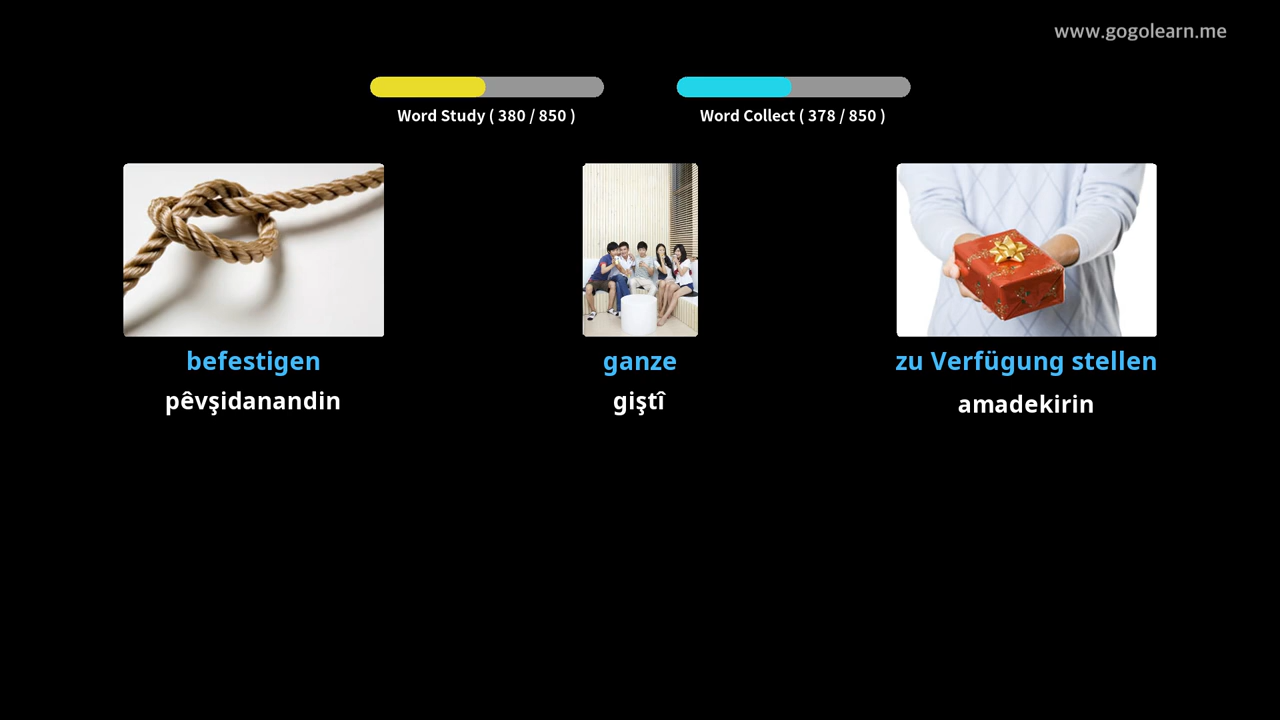 www.gogolearn.me
Word Study ( 380 / 850 )
Word Collect ( 378 / 850 )
befestigen
pêvşidanandin
ganze
giştî
zu Verfügung stellen
amadekirin